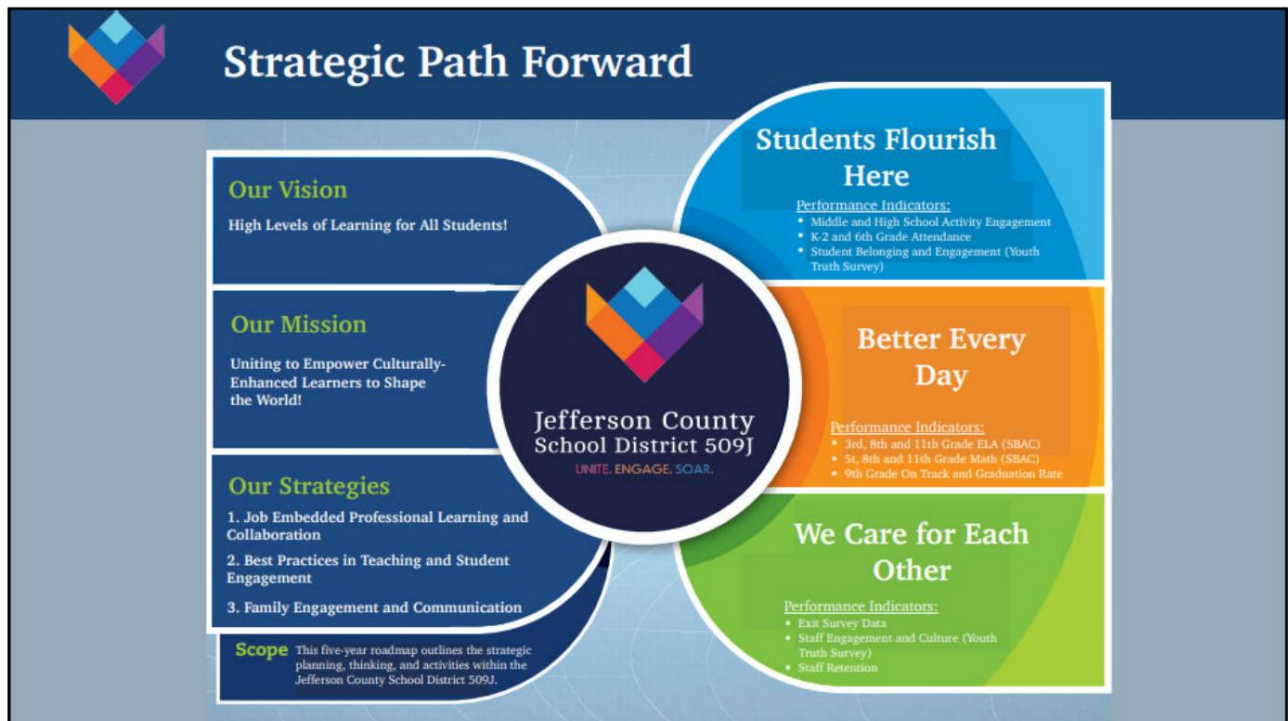 Strategic Path Forward
Our Vision
High Levels of Learning for All Students!
Our Mission
Uniting to Empower Culturally-
Enhanced Learners to Shape
the World!
Our Strategies
1. Job Embedded Professional Learning and
Collaboration
2. Best Practices in Teaching and Student
Engagement
3. Family Engagement and Communication
Scope This five-year roadmap outlines the strategic
planning, thinking, and activities within the
Jefferson County School District 509J.
Jefferson County
School District 509J
UNITE. ENGAGE. SOAR.
Students Flourish
Here
Performance Indicators:
• Middle and High School Activity Engagement
• K-2 and 6th Grade Attendance
• Student Belonging and Engagement (Youth
Truth Survey)
Better Every
Day
Performance Indicators:
• 3rd, 8th and 11th Grade ELA (SBAC)
• 5t, 8th and 11th Grade Math (SBAC)
• 9th Grade On Track and Graduation Rate
We Care for Each
Other
Performance Indicators:
• Exit Survey Data
• Staff Engagement and Culture (Youth
Truth Survey)
• Staff Retention